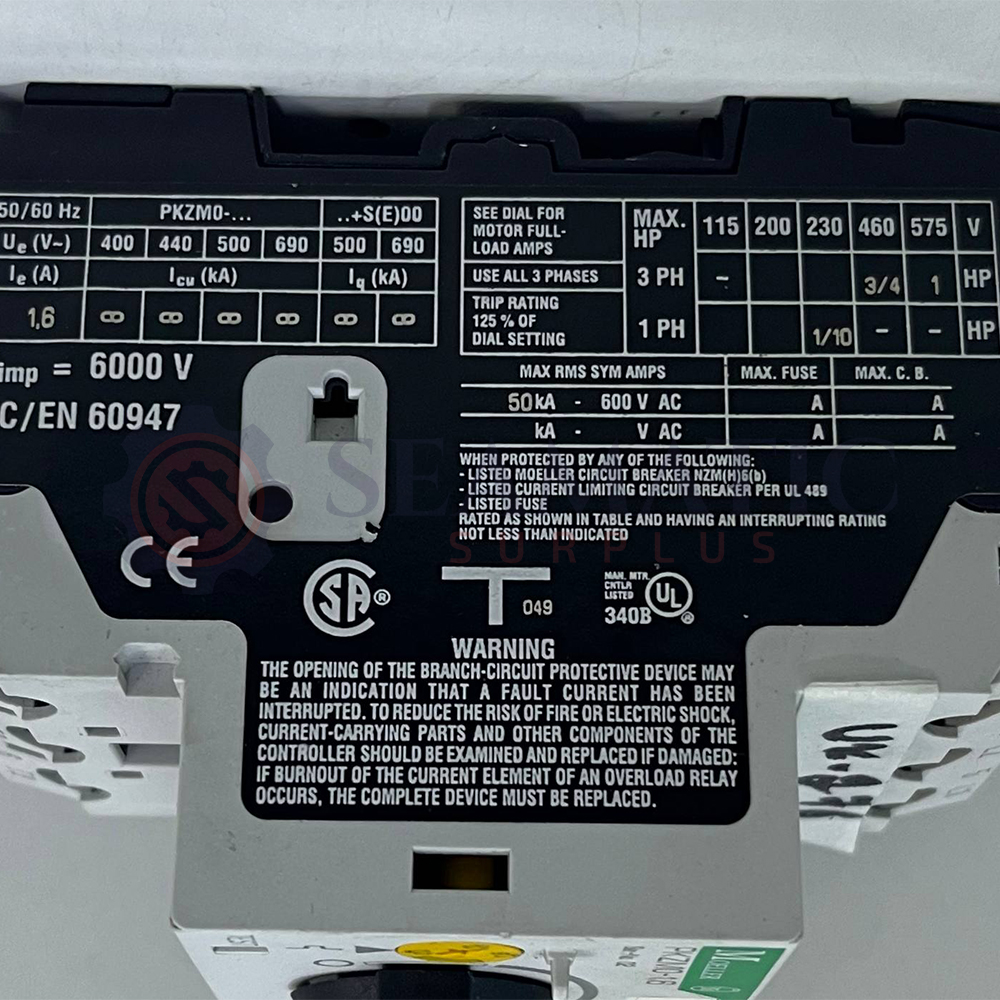 50/60 Hz PKZM0-... ..+S(E)00
Ue (V~) 400 440 500 690 500 690
Ie (A) Icu (kA) Iq (kA)
1,6 ∞ ∞ ∞ ∞ ∞ ∞
imp = 6000 V
C/EN 60947
SEE DIAL FOR
MOTOR FULL-
LOAD AMPS
USE ALL 3 PHASES
TRIP RATING
125 % OF
DIAL SETTING
MAX. HP 115 200 230 460 575 V
3 PH - 3/4 1 HP
1 PH 1/10 - - HP
MAX RMS SYM AMPS MAX. FUSE MAX. C. B.
50kA - 600 V AC A A
kA - V AC A A
WHEN PROTECTED BY ANY OF THE FOLLOWING:
- LISTED MOELLER CIRCUIT BREAKER NZM(H)6(b)
- LISTED CURRENT LIMITING CIRCUIT BREAKER PER UL 489
- LISTED FUSE
RATED AS SHOWN IN TABLE AND HAVING AN INTERRUPTING RATING
NOT LESS THAN INDICATED
SURPLUS
CE
SA ®
T 049
MAN. MTR.
CNTLR
LISTED
340B
UL ®
WARNING
THE OPENING OF THE BRANCH-CIRCUIT PROTECTIVE DEVICE MAY
BE AN INDICATION THAT A FAULT CURRENT HAS BEEN
INTERRUPTED. TO REDUCE THE RISK OF FIRE OR ELECTRIC SHOCK,
CURRENT-CARRYING PARTS AND OTHER COMPONENTS OF THE
CONTROLLER SHOULD BE EXAMINED AND REPLACED IF DAMAGED:
IF BURNOUT OF THE CURRENT ELEMENT OF AN OVERLOAD RELAY
OCCURS, THE COMPLETE DEVICE MUST BE REPLACED.
TEST
MOELLER
PKZM0-1,6